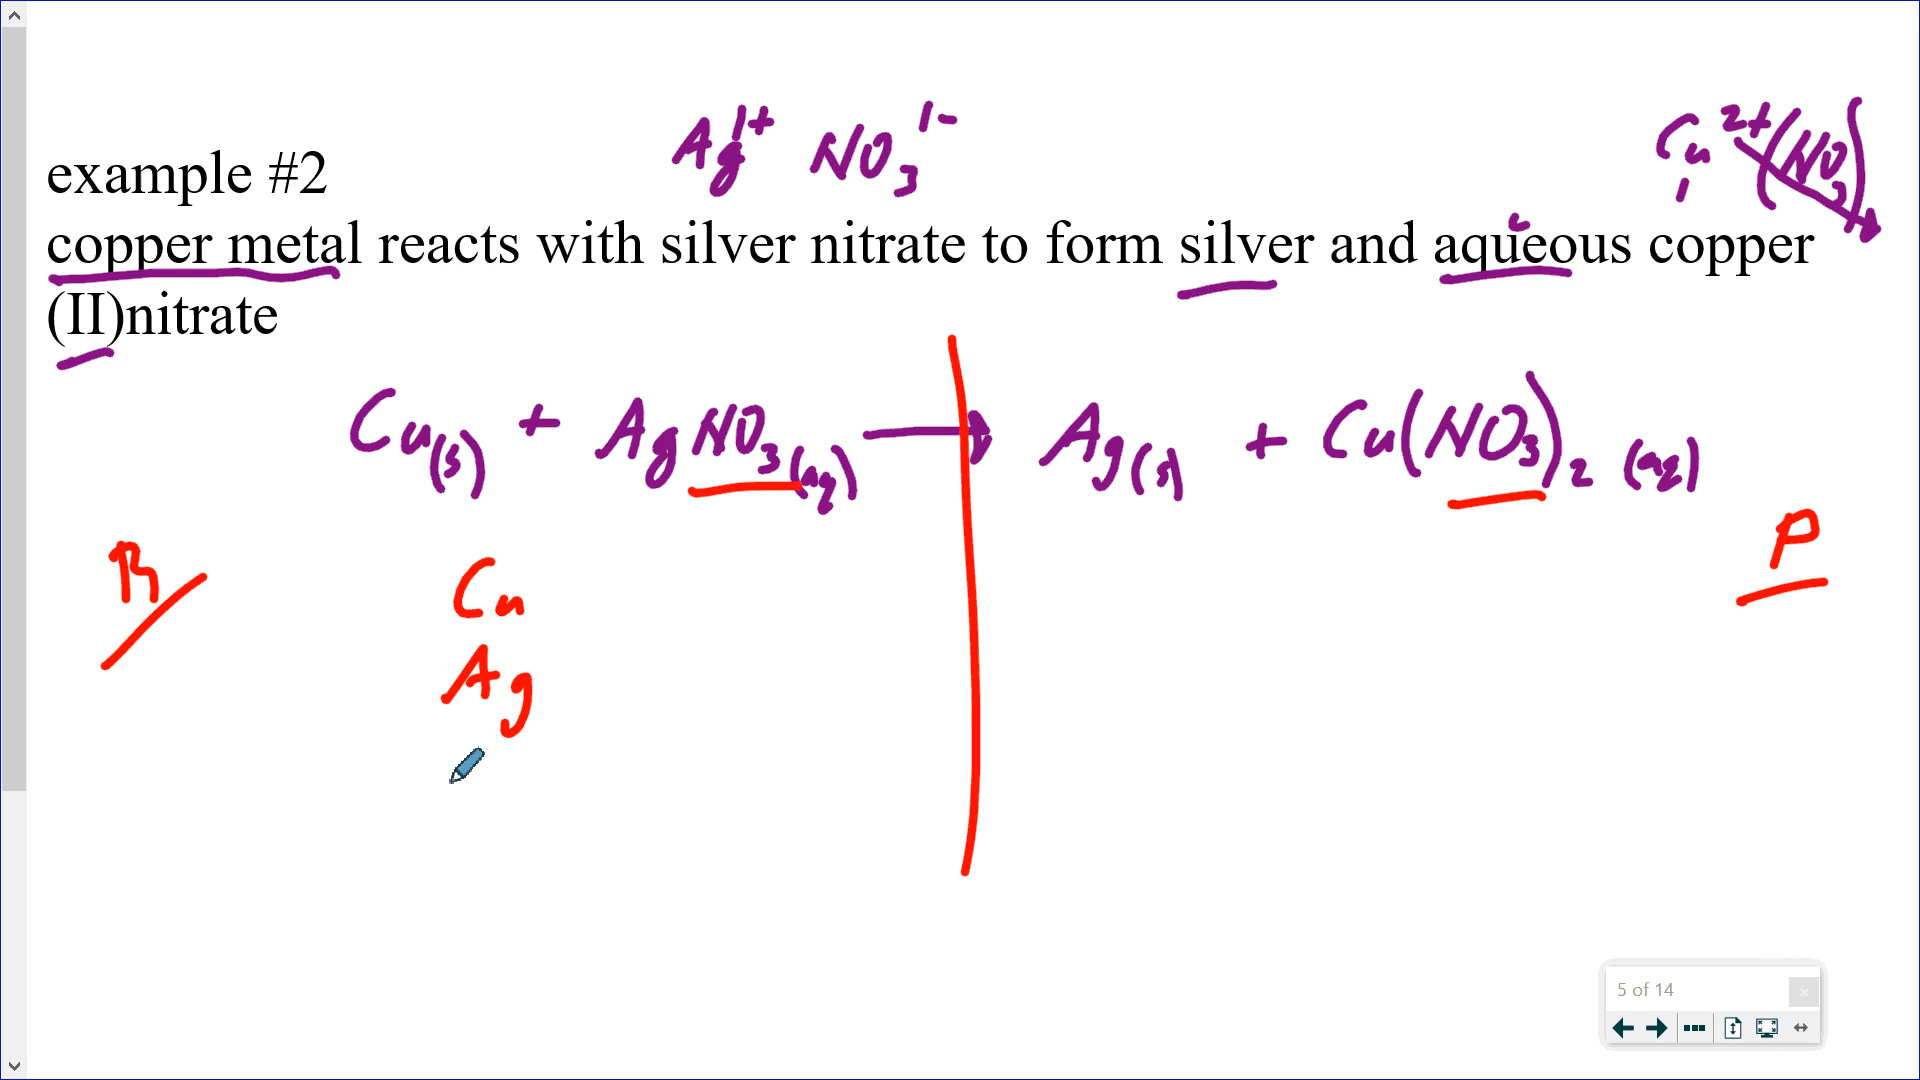 Ag¹⁺ NO₃¹⁻
Cu²⁺(NO₃)
1
example #2
copper metal reacts with silver nitrate to form silver and aqueous copper
(II)nitrate
Cu(s) + AgNO₃(aq) → Ag(s) + Cu(NO₃)₂ (aq)
R
P
Cu
Ag
5 of 14